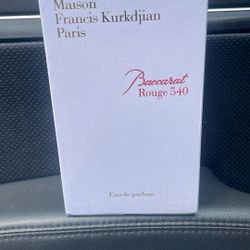 Maison
Francis Kurkdjian
Paris
Baccarat
Rouge 540
Eau de parfum